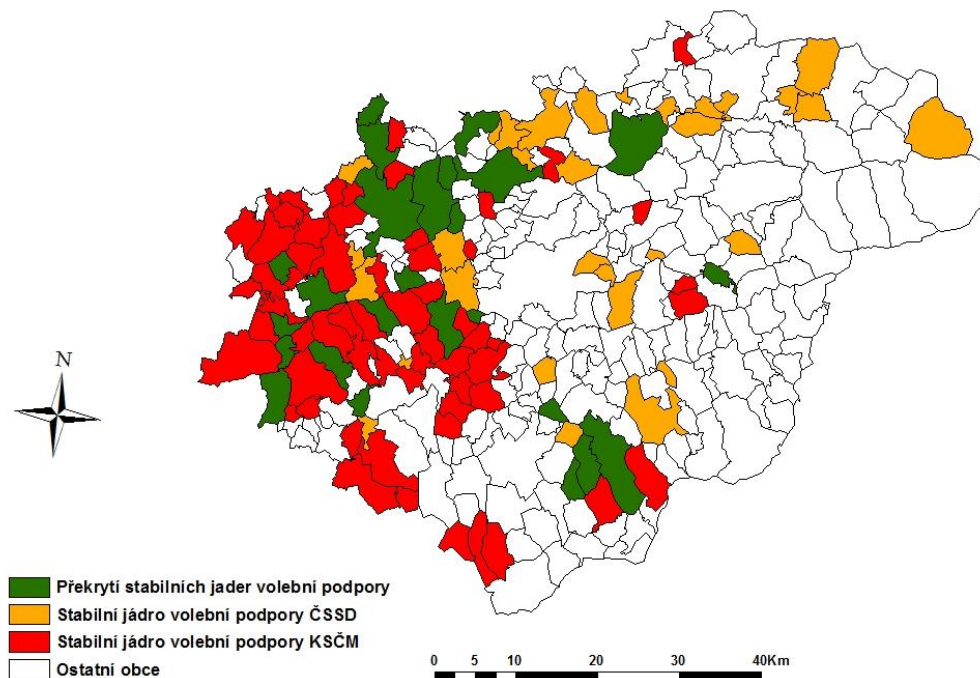 N
Překrytí stabilních jader volební podpory
Stabilní jádro volební podpory ČSSD
Stabilní jádro volební podpory KSČM
Ostatní obce
0 5 10 20 30 40Km